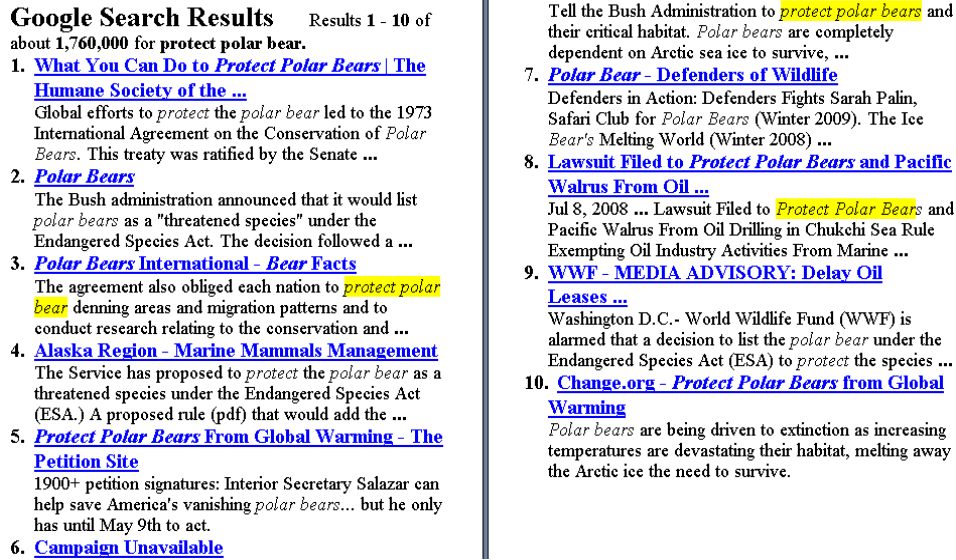 Google Search Results Results 1 - 10 of
about 1,760,000 for protect polar bear.
1. What You Can Do to Protect Polar Bears | The
Humane Society of the ...
Global efforts to protect the polar bear led to the 1973
International Agreement on the Conservation of Polar
Bears. This treaty was ratified by the Senate ...
2. Polar Bears
The Bush administration announced that it would list
polar bears as a "threatened species" under the
Endangered Species Act. The decision followed a ...
3. Polar Bears International - Bear Facts
The agreement also obliged each nation to protect polar
bear denning areas and migration patterns and to
conduct research relating to the conservation and ...
4. Alaska Region - Marine Mammals Management
The Service has proposed to protect the polar bear as a
threatened species under the Endangered Species Act
(ESA.) A proposed rule (pdf) that would add the ...
5. Protect Polar Bears From Global Warming - The
Petition Site
1900+ petition signatures: Interior Secretary Salazar can
help save America's vanishing polar bears... but he only
has until May 9th to act.
6. Campaign Unavailable
Tell the Bush Administration to protect polar bears and
their critical habitat. Polar bears are completely
dependent on Arctic sea ice to survive, ...
7. Polar Bear - Defenders of Wildlife
Defenders in Action: Defenders Fights Sarah Palin,
Safari Club for Polar Bears (Winter 2009). The Ice
Bear's Melting World (Winter 2008) ...
8. Lawsuit Filed to Protect Polar Bears and Pacific
Walrus From Oil ...
Jul 8, 2008 ... Lawsuit Filed to Protect Polar Bears and
Pacific Walrus From Oil Drilling in Chukchi Sea Rule
Exempting Oil Industry Activities From Marine ...
9. WWF - MEDIA ADVISORY: Delay Oil
Leases ...
Washington D.C.- World Wildlife Fund (WWF) is
alarmed that a decision to list the polar bear under the
Endangered Species Act (ESA) to protect the species ...
10. Change.org - Protect Polar Bears from Global
Warming
Polar bears are being driven to extinction as increasing
temperatures are devastating their habitat, melting away
the Arctic ice the need to survive.